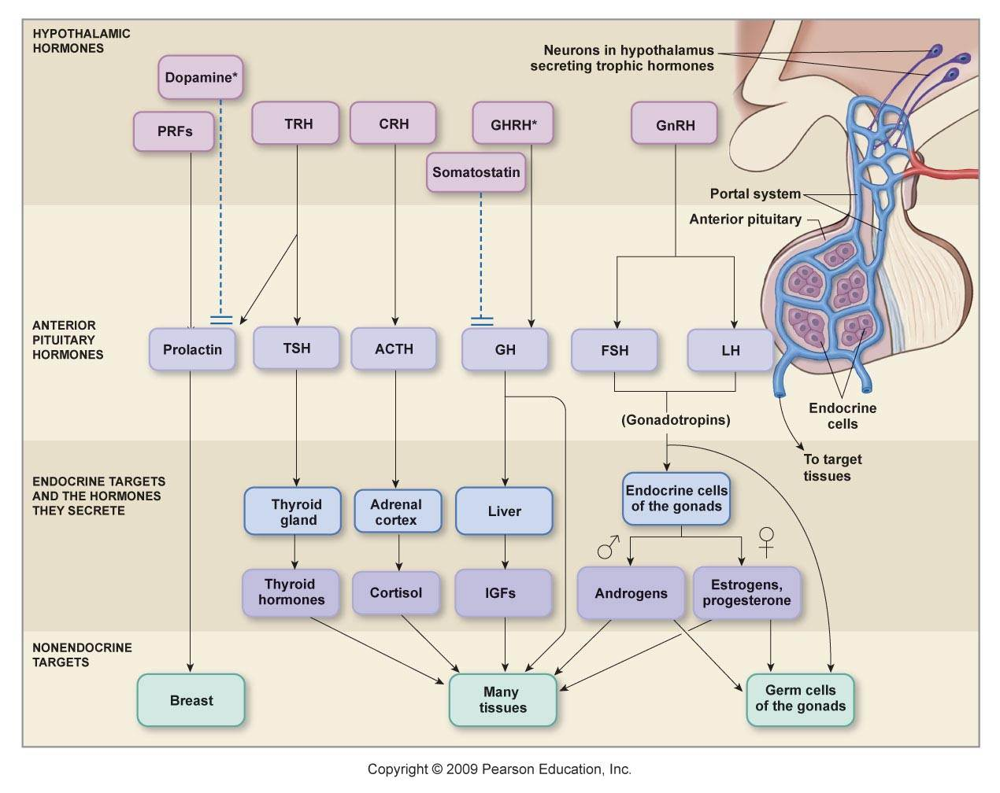 HYPOTHALAMIC
HORMONES
Neurons in hypothalamus
secreting trophic hormones
Dopamine*
PRFs
TRH
CRH
GHRH*
GnRH
Somatostatin
Portal system
Anterior pituitary
ANTERIOR
PITUITARY
HORMONES
Prolactin
TSH
ACTH
GH
FSH
LH
(Gonadotropins)
Endocrine
cells
To target
tissues
ENDOCRINE TARGETS
AND THE HORMONES
THEY SECRETE
Thyroid
gland
Adrenal
cortex
Liver
Endocrine cells
of the gonads
♂
♀
Thyroid
hormones
Cortisol
IGFs
Androgens
Estrogens,
progesterone
NONENDOCRINE
TARGETS
Breast
Many
tissues
Germ cells
of the gonads
Copyright © 2009 Pearson Education, Inc.